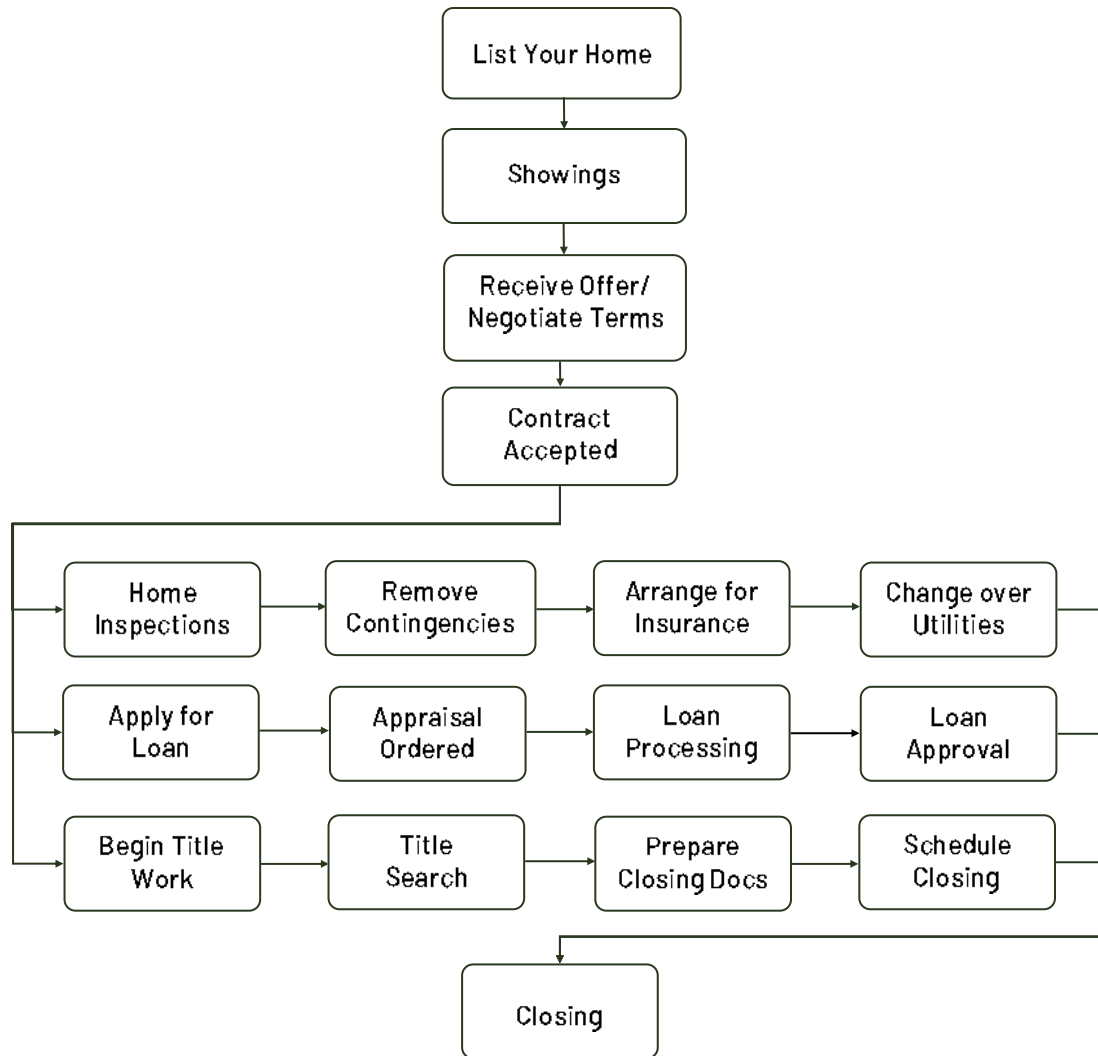 List Your Home
Showings
Receive Offer/
Negotiate Terms
Contract
Accepted
Home
Inspections
Remove
Contingencies
Arrange for
Insurance
Change over
Utilities
Apply for
Loan
Appraisal
Ordered
Loan
Processing
Loan
Approval
Begin Title
Work
Title
Search
Prepare
Closing Docs
Schedule
Closing
Closing